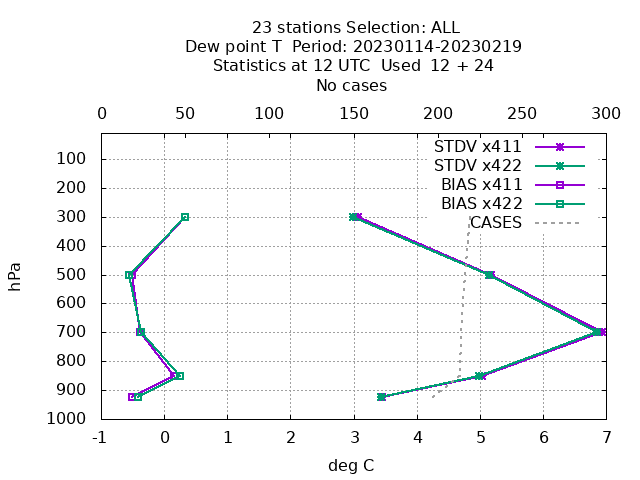 23 stations Selection: ALL
Dew point T  Period: 20230114-20230219
Statistics at 12 UTC  Used  12 + 24
No cases
0 50 100 150 200 250 300
STDV x411
STDV x422
BIAS x411
BIAS x422
CASES
100
200
300
400
500
600
700
800
900
1000
hPa
-1 0 1 2 3 4 5 6 7
deg C